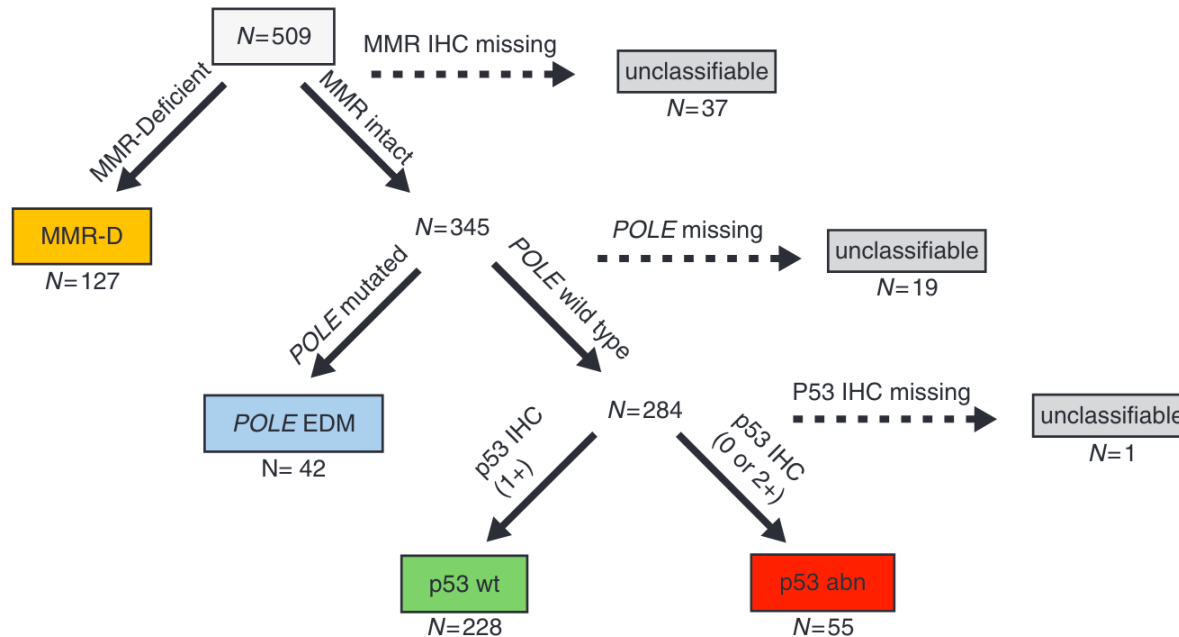 N=509
MMR IHC missing
unclassifiable
N=37
MMR-Deficient
MMR intact
MMR-D
N=127
N=345
POLE missing
unclassifiable
N=19
POLE mutated
POLE wild type
POLE EDM
N= 42
N=284
P53 IHC missing
unclassifiable
N=1
p53 IHC
(1+)
p53 IHC
(0 or 2+)
p53 wt
N=228
p53 abn
N=55